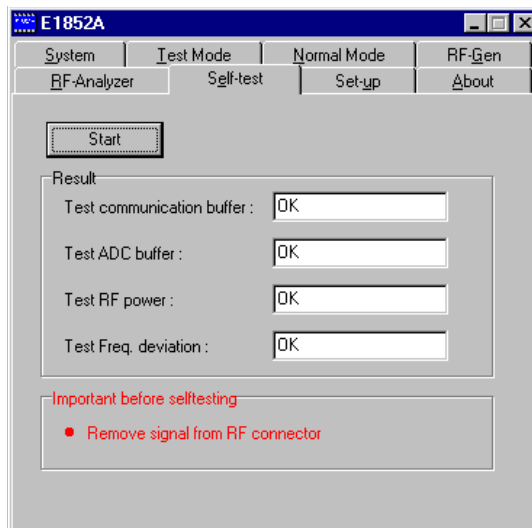 E1852A
System Test Mode Normal Mode RF-Gen
RF-Analyzer Self-test Set-up About
Start
Result
Test communication buffer : OK
Test ADC buffer : OK
Test RF power : OK
Test Freq. deviation : OK
Important before selftesting
Remove signal from RF connector